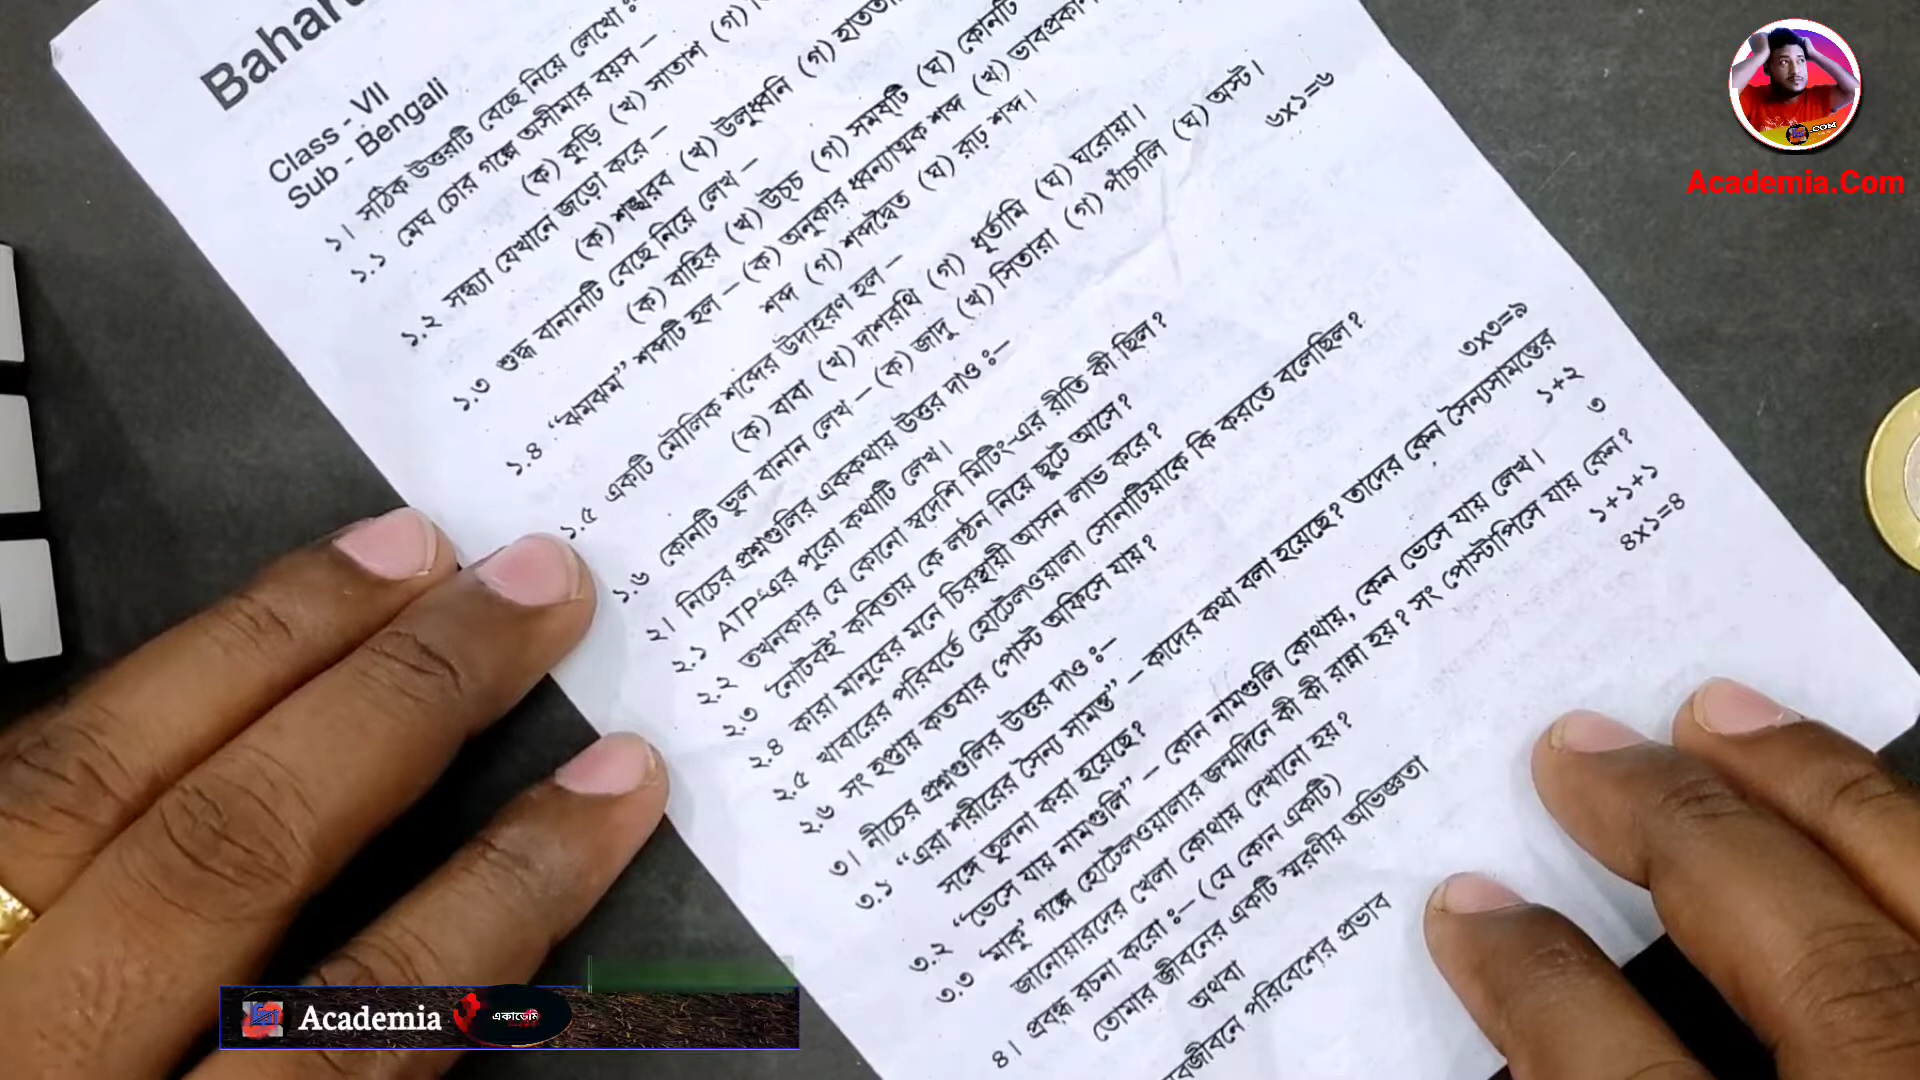 Bahar
Class - VII
Sub - Bengali
১। সঠিক উত্তরটি বেছে নিয়ে লেখো ঃ
১.১ মেঘ চোর গল্পে অসীমার বয়স –
(ক) কুড়ি (খ) সাতাশ (গ)
১.২ সন্ধ্যা যেখানে জড়ো করে –
(ক) শঙ্খরব (খ) উলুধ্বনি (গ)
১.৩ শুদ্ধ বানানটি বেছে নিয়ে লেখ –
(ক) বাহির (খ) উচ্চ (গ) সমষ্টি (ঘ) কোনটি
১.৪ “ঝমঝম” শব্দটি হল – (ক) অনুকার ধ্বন্যাত্মক শব্দ (খ) ভাবপ্রকাশ
শব্দ (গ) শব্দদ্বৈত (ঘ) রূঢ় শব্দ।
১.৫ একটি মৌলিক শব্দের উদাহরণ হল –
(ক) বাবা (খ) দাশরথি (গ) ধূর্তামি (ঘ) ঘরোয়া।
১.৬ কোনটি ভুল বানান লেখ – (ক) জাদু (খ) সিতারা (গ) পাঁচালি (ঘ) অস্ট।
২। নিচের প্রশ্নগুলির এককথায় উত্তর দাও ঃ– ৬x১=৬
২.১ ATP-এর পুরো কথাটি লেখ।
২.২ তখনকার যে কোনো স্বদেশি মিটিং-এর রীতি কী ছিল ?
২.৩ ‘নোটবই’ কবিতায় কে লণ্ঠন নিয়ে ছুটে আসে ?
২.৪ কারা মানুষের মনে চিরস্থায়ী আসন লাভ করে ?
২.৫ খাবারের পরিবর্তে হোটেলওয়ালা সোনাটিয়াকে কি করতে বলেছিল ?
২.৬ সং হপ্তায় কতবার পোস্ট অফিসে যায় ?
৩। নীচের প্রশ্নগুলির উত্তর দাও ঃ– ৩x৩=৯
৩.১ “এরা শরীরের সৈন্য সামন্ত” – কাদের কথা বলা হয়েছে ? তাদের কেন সৈন্যসামন্তের
সঙ্গে তুলনা করা হয়েছে ? ১+২
৩.২ “ভেসে যায় নামগুলি” – কোন নামগুলি কোথায়, কেন ভেসে যায় লেখ। ৩
৩.৩ ‘মাকু’ গল্পে হোটেলওয়ালার জন্মদিনে কী কী রান্না হয় ? সং পোস্টাপিসে যায় কেন ?
জানোয়ারদের খেলা কোথায় দেখানো হয় ? ১+১+১
৪। প্রবন্ধ রচনা করো ঃ– (যে কোন একটি) ৪x১=৪
তোমার জীবনের একটি স্মরণীয় অভিজ্ঞতা
অথবা
জীবনে পরিবেশের প্রভাব
Academia.Com
.COM
Academia
একাডেমি